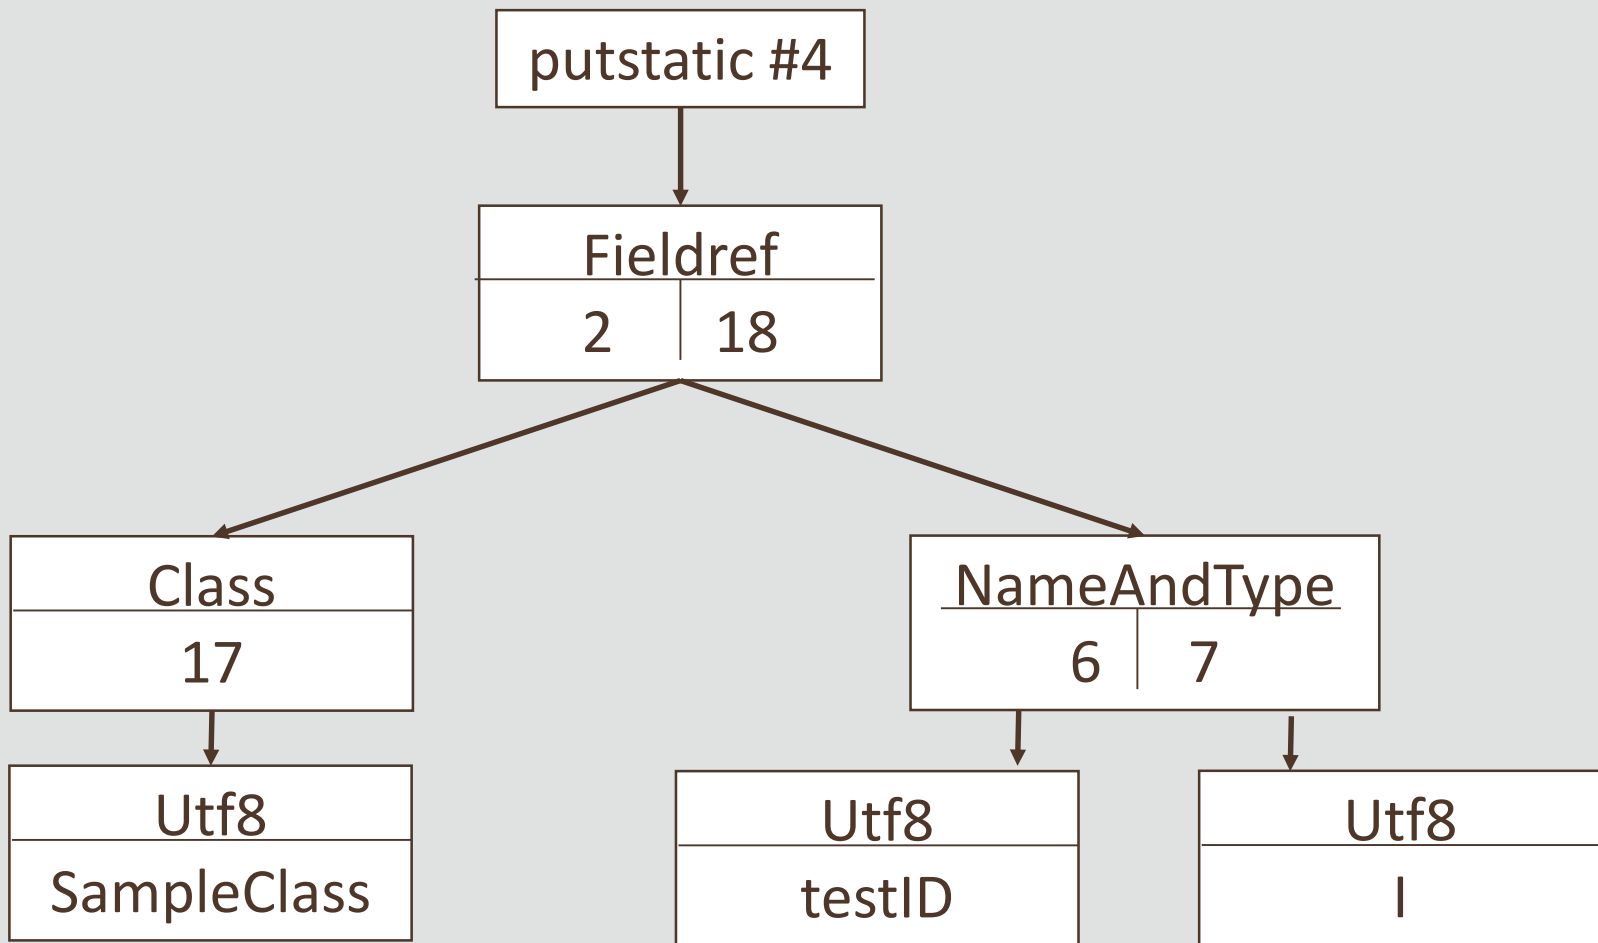 putstatic #4
Fieldref
2 18
Class
17
NameAndType
6 7
Utf8
SampleClass
Utf8
testID
Utf8
I